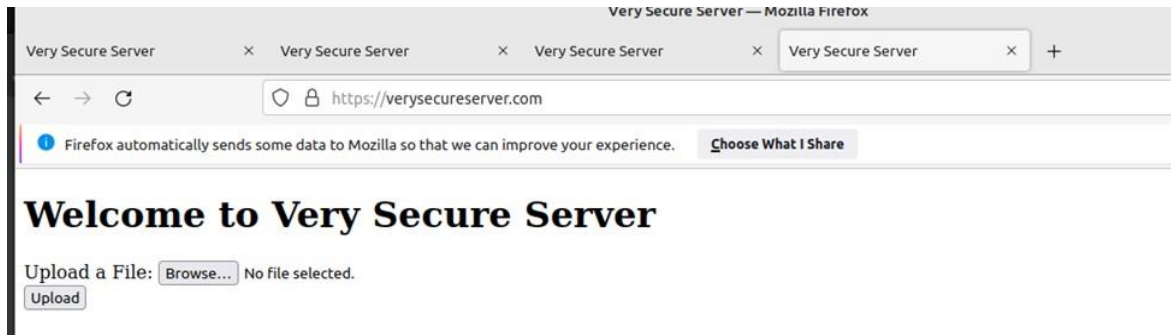 Very Secure Server — Mozilla Firefox
Very Secure Server × Very Secure Server × Very Secure Server × Very Secure Server × +
https://verysecureserver.com
Firefox automatically sends some data to Mozilla so that we can improve your experience. Choose What I Share
Welcome to Very Secure Server
Upload a File: Browse... No file selected.
Upload